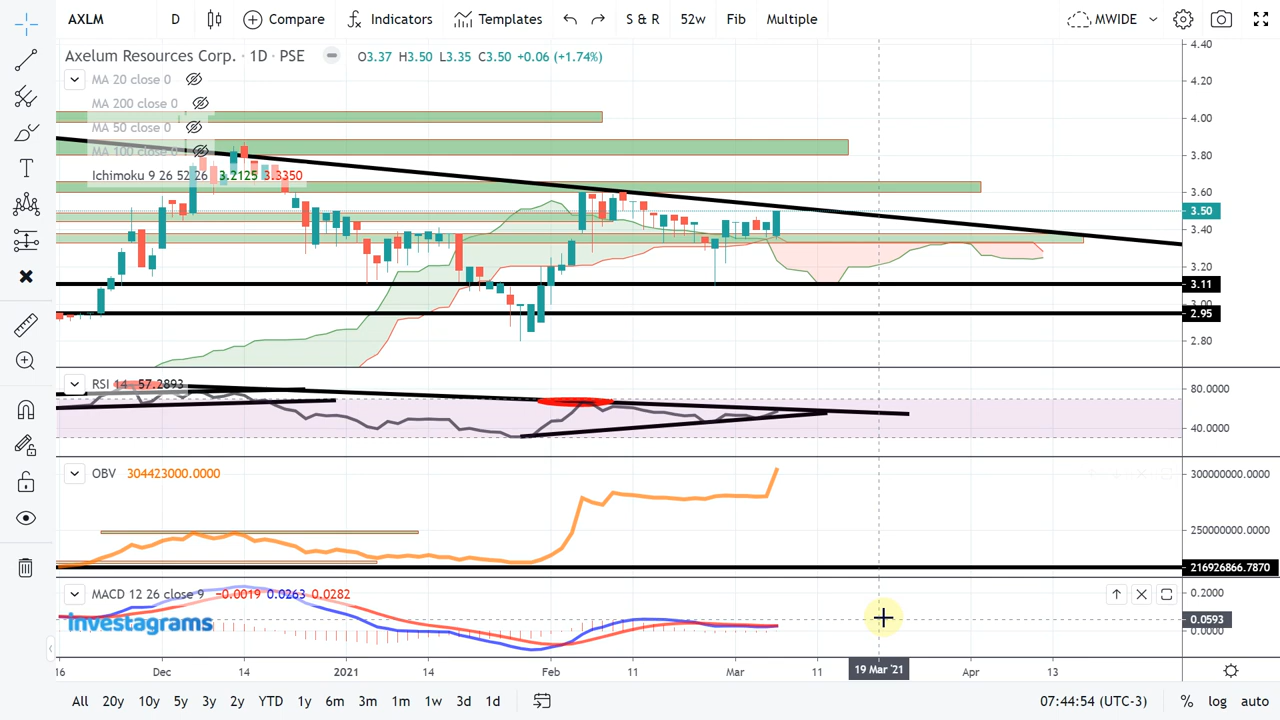 AXLM D Compare Indicators Templates S & R 52w Fib Multiple MWIDE
Axelum Resources Corp. · 1D · PSE O3.37 H3.50 L3.35 C3.50 +0.06 (+1.74%)
MA 20 close 0
MA 200 close 0
MA 50 close 0
MA 100 close 0
Ichimoku 9 26 52 26 3.2125 3.3350
4.40
4.20
4.00
3.80
3.60
3.50
3.40
3.20
3.11
3.00
2.95
2.80
RSI 14 57.2893
80.0000
40.0000
OBV 304423000.0000
300000000.0000
250000000.0000
216926866.7870
MACD 12 26 close 9 −0.0019 0.0263 0.0282
0.2000
0.0593
0.0000
Investagrams
16 Dec 14 2021 14 Feb 11 Mar 11 19 Mar '21 Apr 13
All 20y 10y 5y 3y 2y YTD 1y 6m 3m 1m 1w 3d 1d 07:44:54 (UTC-3) % log auto